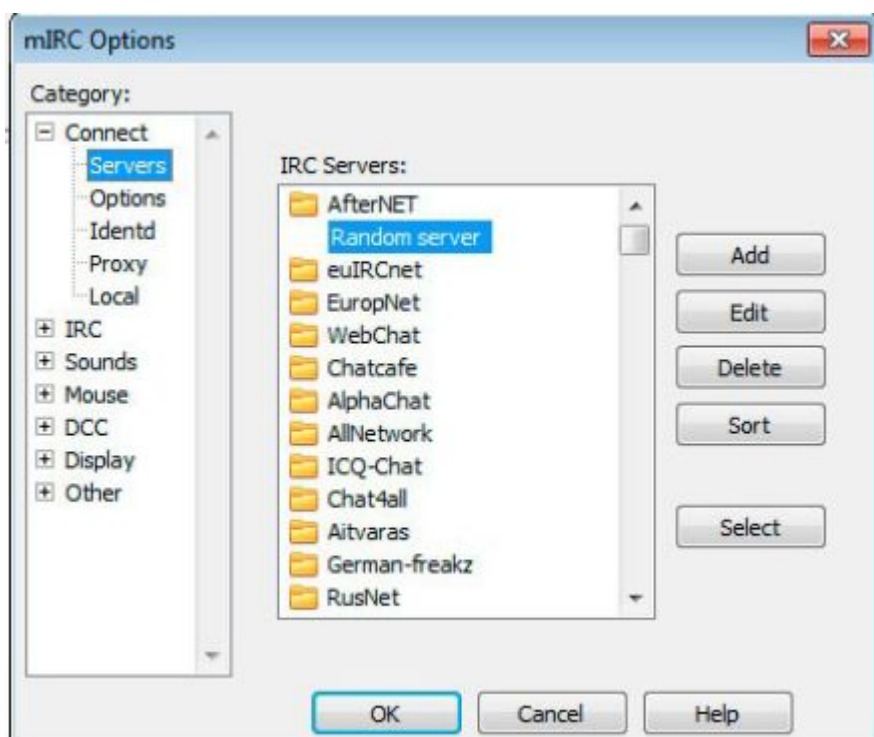 mIRC Options
Category:
Connect
Servers
Options
Identd
Proxy
Local
IRC
Sounds
Mouse
DCC
Display
Other
IRC Servers:
AfterNET
Random server
euIRCnet
EuropNet
WebChat
Chatcafe
AlphaChat
AllNetwork
ICQ-Chat
Chat4all
Aitvaras
German-freakz
RusNet
Add
Edit
Delete
Sort
Select
OK
Cancel
Help